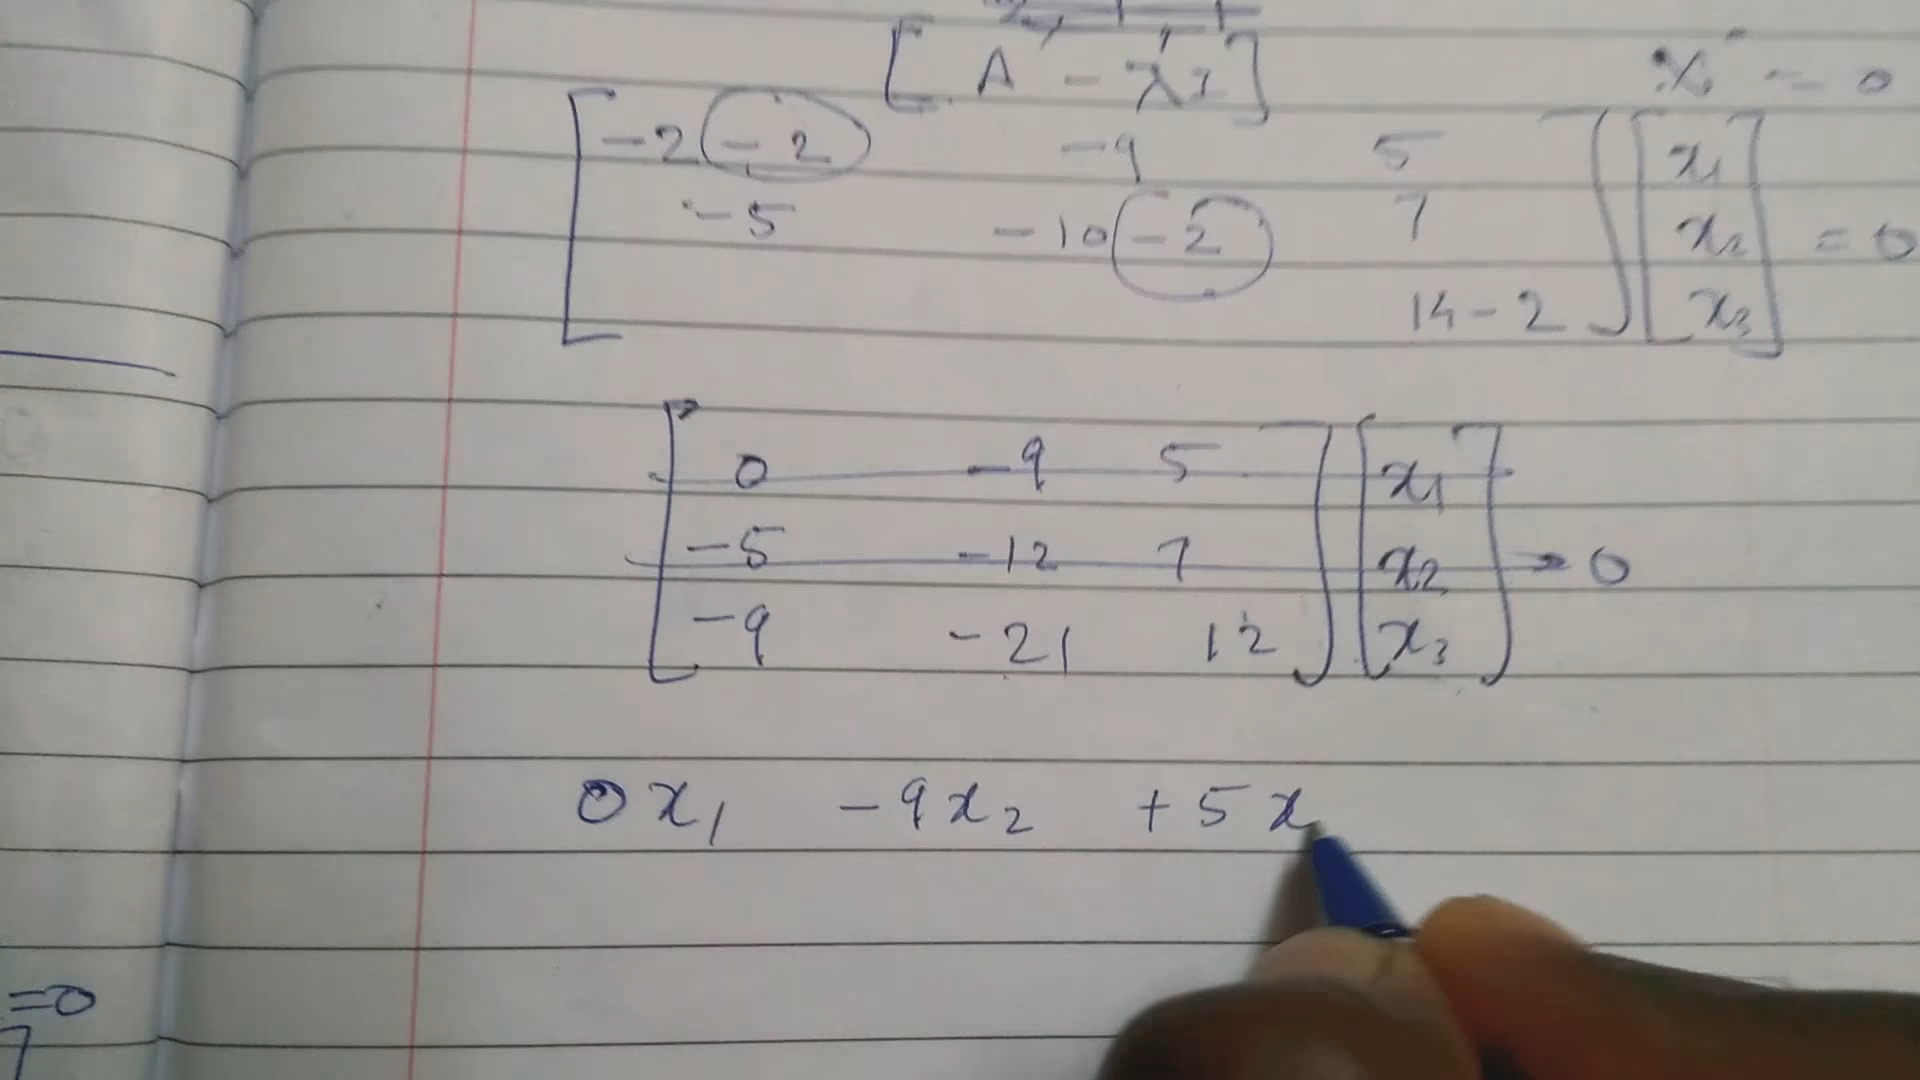 [A - λI] x = 0
-2 - 2 -9 5 x1
-5 -10 - 2 7 x2 = 0
14 - 2 x3
0 -9 5 x1
-5 -12 7 x2 = 0
-9 -21 12 x3
0x1 -9x2 +5x
=0